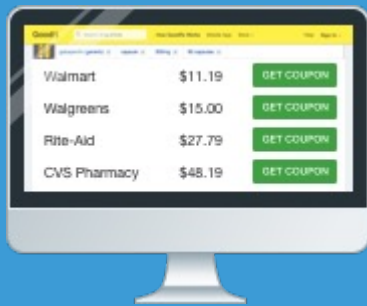 GoodRx
Walmart $11.19 GET COUPON
Walgreens $15.00 GET COUPON
Rite-Aid $27.79 GET COUPON
CVS Pharmacy $48.19 GET COUPON